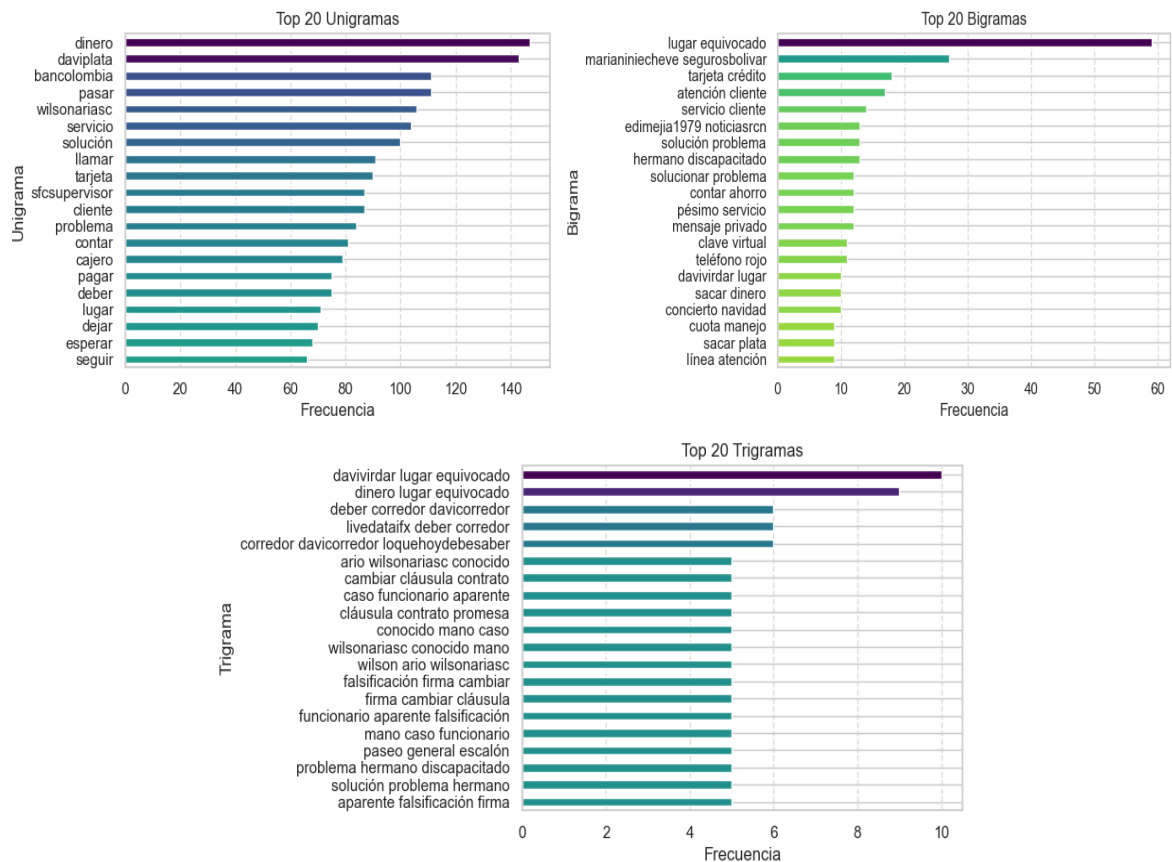 Top 20 Unigramas
Unigrama
dinero
daviplata
bancolombia
pasar
wilsonariasc
servicio
solución
llamar
tarjeta
sfcsupervisor
cliente
problema
contar
cajero
pagar
deber
lugar
dejar
esperar
seguir
0 20 40 60 80 100 120 140
Frecuencia
Top 20 Bigramas
Bigrama
lugar equivocado
marianiniecheve segurosbolivar
tarjeta crédito
atención cliente
servicio cliente
edimejia1979 noticiasrcn
solución problema
hermano discapacitado
solucionar problema
contar ahorro
pésimo servicio
mensaje privado
clave virtual
teléfono rojo
davivirdar lugar
sacar dinero
concierto navidad
cuota manejo
sacar plata
línea atención
0 10 20 30 40 50 60
Frecuencia
Top 20 Trigramas
Trigrama
davivirdar lugar equivocado
dinero lugar equivocado
deber corredor davicorredor
livedataifx deber corredor
corredor davicorredor loquehoydebesaber
ario wilsonariasc conocido
cambiar cláusula contrato
caso funcionario aparente
cláusula contrato promesa
conocido mano caso
wilsonariasc conocido mano
wilson ario wilsonariasc
falsificación firma cambiar
firma cambiar cláusula
funcionario aparente falsificación
mano caso funcionario
paseo general escalón
problema hermano discapacitado
solución problema hermano
aparente falsificación firma
0 2 4 6 8 10
Frecuencia